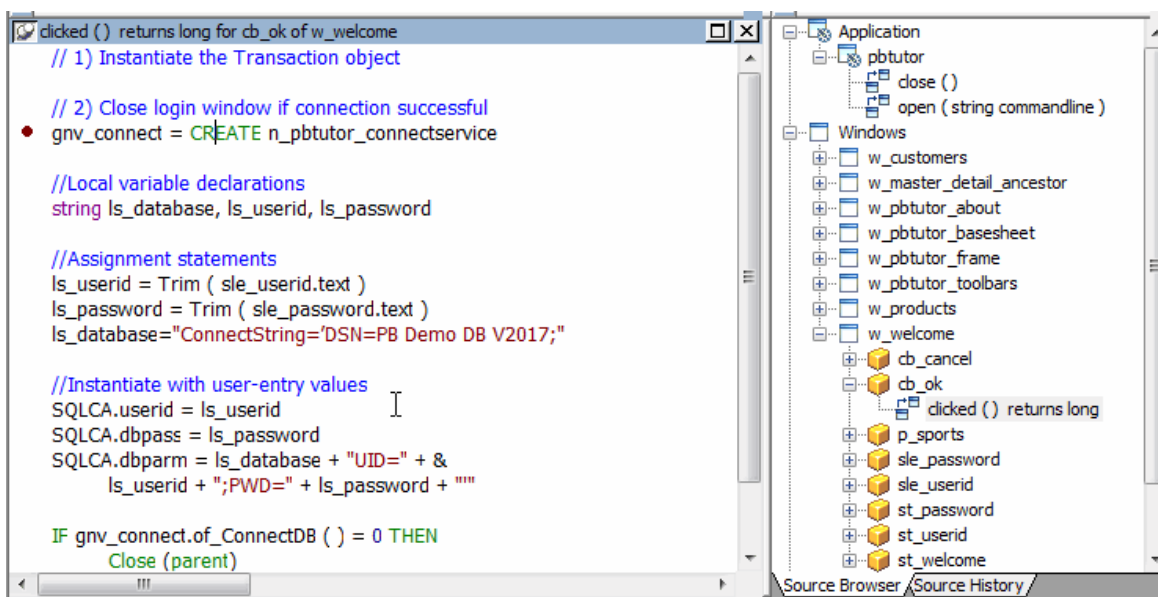 clicked ( ) returns long for cb_ok of w_welcome
// 1) Instantiate the Transaction object
// 2) Close login window if connection successful
gnv_connect = CREATE n_pbtutor_connectservice
//Local variable declarations
string ls_database, ls_userid, ls_password
//Assignment statements
ls_userid = Trim ( sle_userid.text )
ls_password = Trim ( sle_password.text )
ls_database="ConnectString='DSN=PB Demo DB V2017;"
//Instantiate with user-entry values
SQLCA.userid = ls_userid
SQLCA.dbpass = ls_password
SQLCA.dbparm = ls_database + "UID=" + &
ls_userid + ";PWD=" + ls_password + "'"
IF gnv_connect.of_ConnectDB ( ) = 0 THEN
Close (parent)
Application
pbtutor
close ( )
open ( string commandline )
Windows
w_customers
w_master_detail_ancestor
w_pbtutor_about
w_pbtutor_basesheet
w_pbtutor_frame
w_pbtutor_toolbars
w_products
w_welcome
cb_cancel
cb_ok
clicked ( ) returns long
p_sports
sle_password
sle_userid
st_password
st_userid
st_welcome
Source Browser Source History